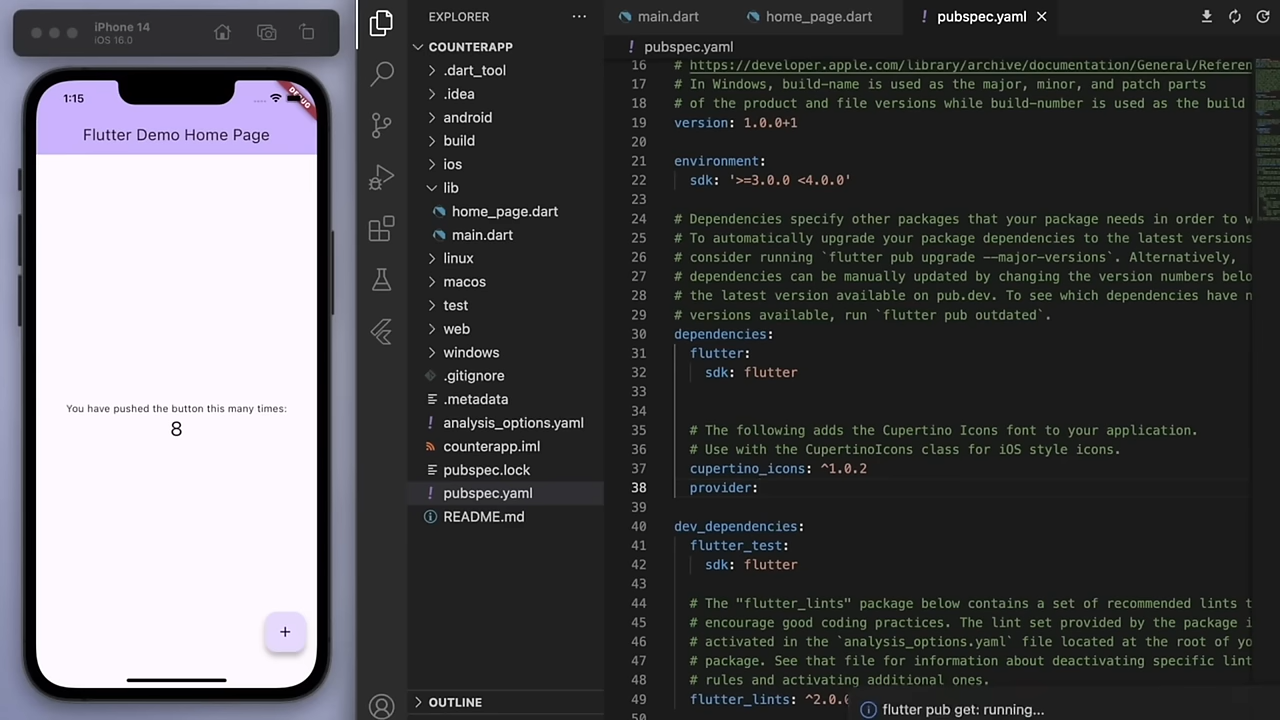 iPhone 14
iOS 16.0
1:15
DEBUG
Flutter Demo Home Page
You have pushed the button this many times:
8
+
EXPLORER
COUNTERAPP
.dart_tool
.idea
android
build
ios
lib
home_page.dart
main.dart
linux
macos
test
web
windows
.gitignore
.metadata
analysis_options.yaml
counterapp.iml
pubspec.lock
pubspec.yaml
README.md
OUTLINE
main.dart
home_page.dart
pubspec.yaml
pubspec.yaml
16 # https://developer.apple.com/library/archive/documentation/General/Referen
17 # In Windows, build-name is used as the major, minor, and patch parts
18 # of the product and file versions while build-number is used as the build
19 version: 1.0.0+1
20
21 environment:
22 sdk: '>=3.0.0 <4.0.0'
23
24 # Dependencies specify other packages that your package needs in order to w
25 # To automatically upgrade your package dependencies to the latest versions
26 # consider running `flutter pub upgrade --major-versions`. Alternatively,
27 # dependencies can be manually updated by changing the version numbers belo
28 # the latest version available on pub.dev. To see which dependencies have n
29 # versions available, run `flutter pub outdated`.
30 dependencies:
31 flutter:
32 sdk: flutter
33
34
35 # The following adds the Cupertino Icons font to your application.
36 # Use with the CupertinoIcons class for iOS style icons.
37 cupertino_icons: ^1.0.2
38 provider:
39
40 dev_dependencies:
41 flutter_test:
42 sdk: flutter
43
44 # The "flutter_lints" package below contains a set of recommended lints t
45 # encourage good coding practices. The lint set provided by the package i
46 # activated in the `analysis_options.yaml` file located at the root of yo
47 # package. See that file for information about deactivating specific lint
48 # rules and activating additional ones.
49 flutter_lints: ^2.0.0
50
flutter pub get: running...